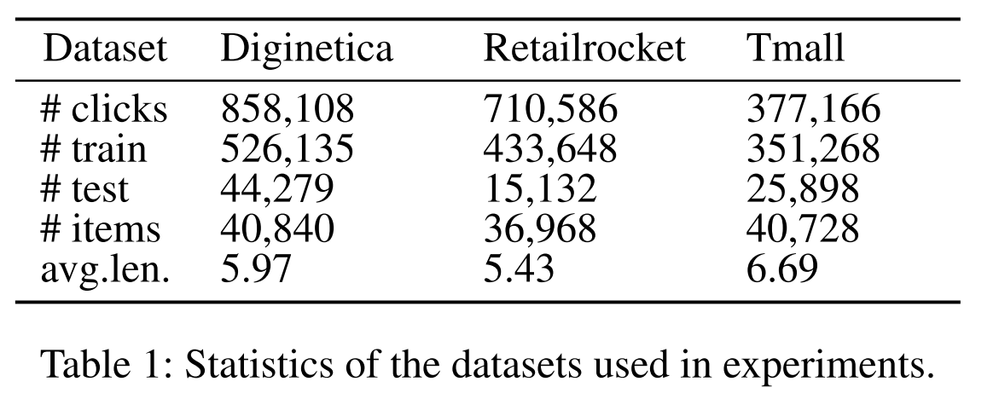 Dataset Diginetica Retailrocket Tmall
# clicks 858,108 710,586 377,166
# train 526,135 433,648 351,268
# test 44,279 15,132 25,898
# items 40,840 36,968 40,728
avg.len. 5.97 5.43 6.69
Table 1: Statistics of the datasets used in experiments.